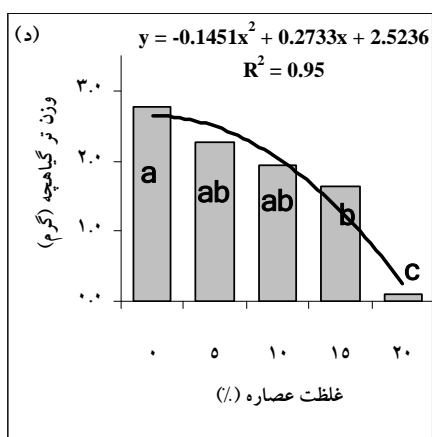 (د)
y = -0.1451x² + 0.2733x + 2.5236
R² = 0.95
وزن تر گیاهچه (گرم)
۳.۰
۲.۰
۱.۰
۰.۰
a
ab
ab
b
c
۰ ۵ ۱۰ ۱۵ ۲۰
غلظت عصاره (٪)